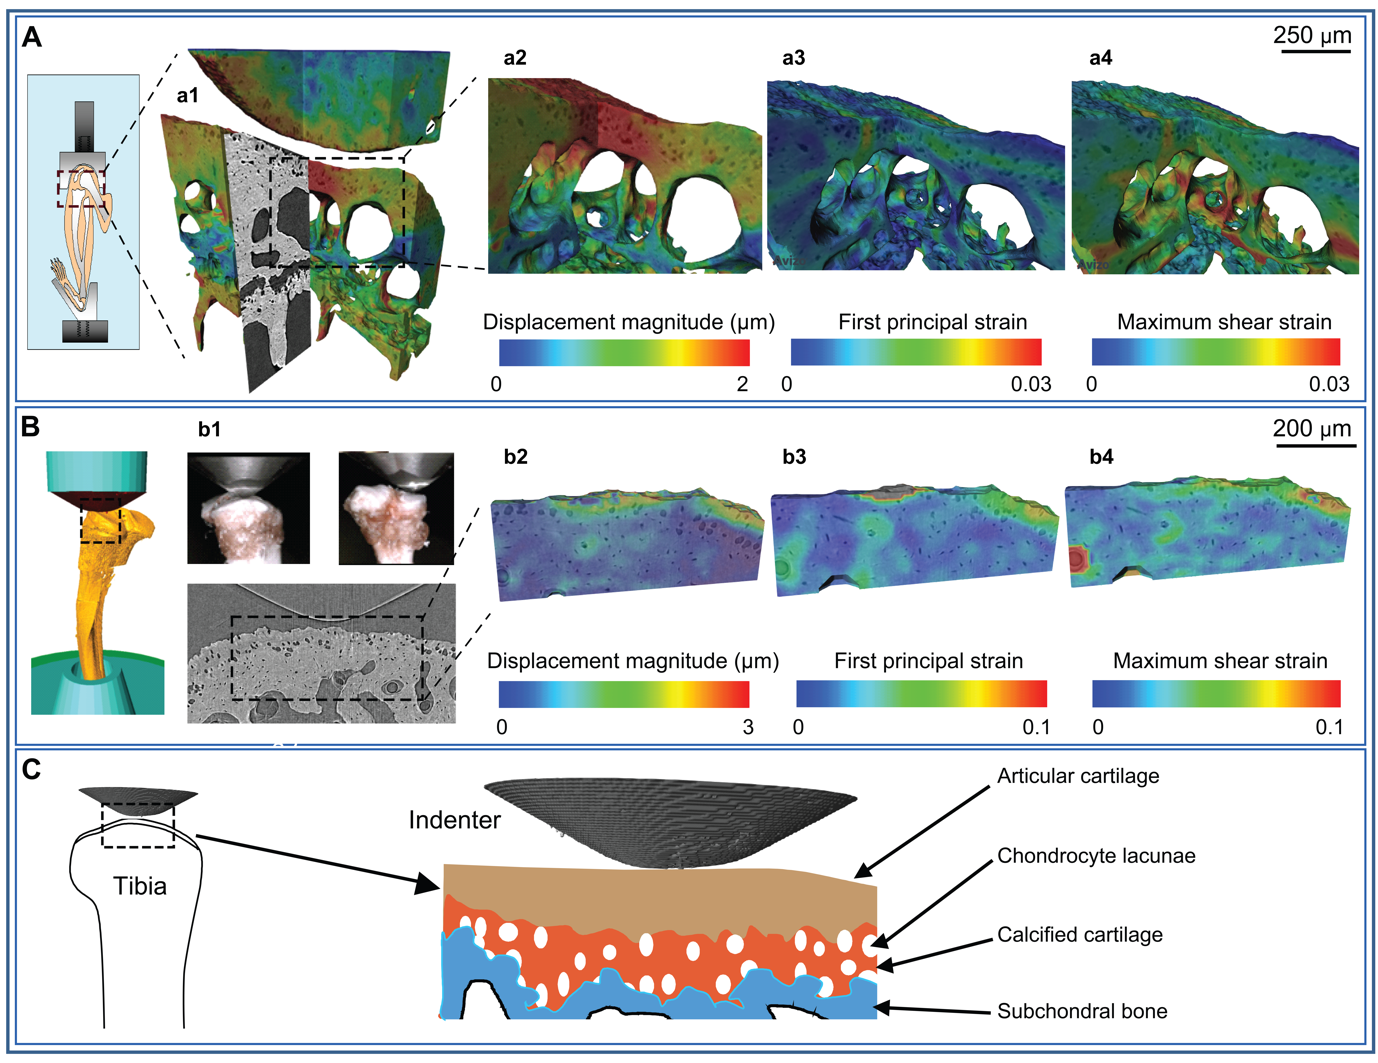 A
250 µm
a1
a2
a3
a4
Avizo
Avizo
Displacement magnitude (µm)
First principal strain
Maximum shear strain
0
2
0
0.03
0
0.03
B
200 µm
b1
b2
b3
b4
Displacement magnitude (µm)
First principal strain
Maximum shear strain
0
3
0
0.1
0
0.1
C
Articular cartilage
Indenter
Chondrocyte lacunae
Tibia
Calcified cartilage
Subchondral bone